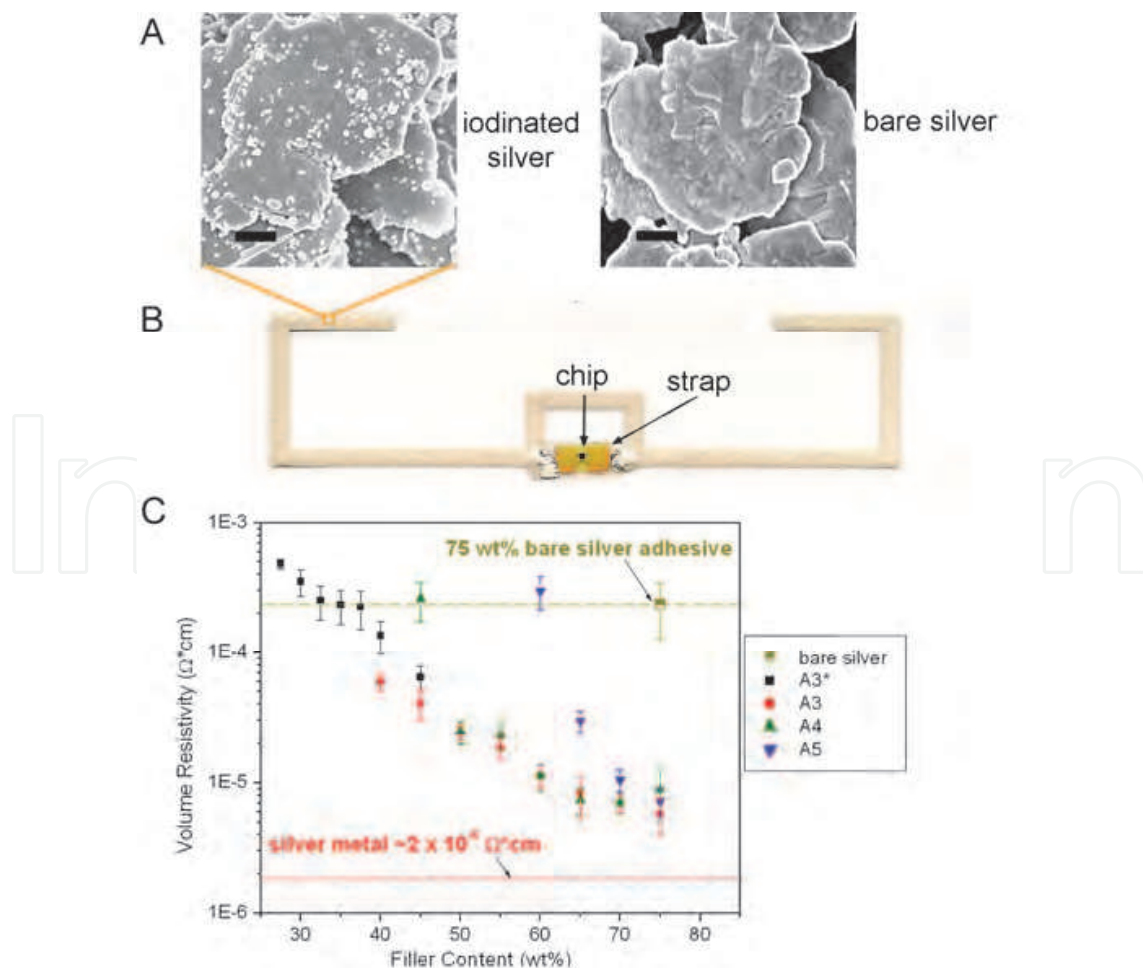 A
iodinated
silver
bare silver
B
chip
strap
C
1E-3
75 wt% bare silver adhesive
1E-4
Volume Resistivity (Ω*cm)
1E-5
silver metal ~2 x 10⁻⁶ Ω*cm
1E-6
30 40 50 60 70 80
Filler Content (wt%)
bare silver
A3*
A3
A4
A5